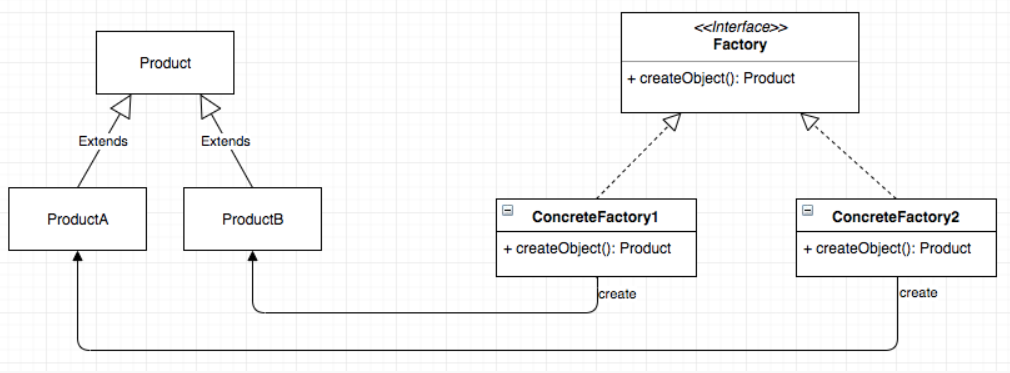 <<Interface>>
Factory
+ createObject(): Product
Product
Extends
Extends
ProductA
ProductB
ConcreteFactory1
+ createObject(): Product
ConcreteFactory2
+ createObject(): Product
create
create